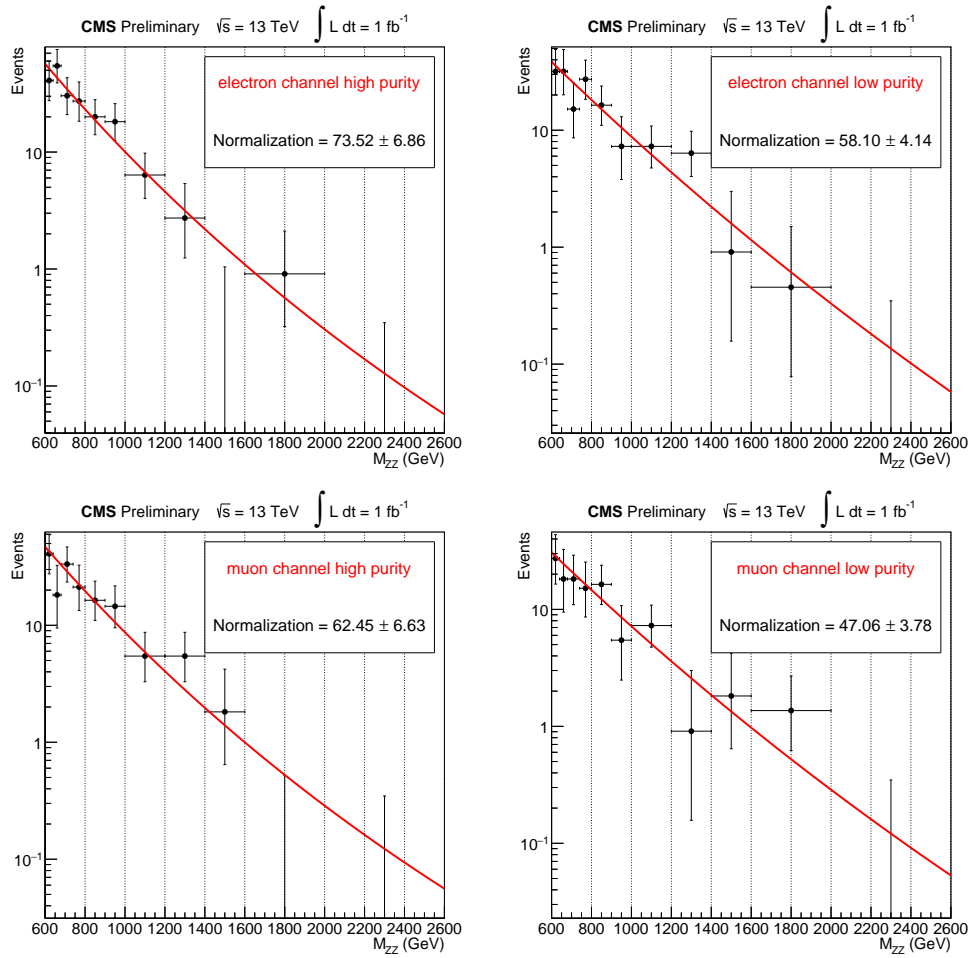 CMS Preliminary √s = 13 TeV ∫ L dt = 1 fb⁻¹
Events
electron channel high purity
Normalization = 73.52 ± 6.86
10
1
10⁻¹
600 800 1000 1200 1400 1600 1800 2000 2200 2400 2600
M_ZZ (GeV)
CMS Preliminary √s = 13 TeV ∫ L dt = 1 fb⁻¹
Events
electron channel low purity
Normalization = 58.10 ± 4.14
10
1
10⁻¹
600 800 1000 1200 1400 1600 1800 2000 2200 2400 2600
M_ZZ (GeV)
CMS Preliminary √s = 13 TeV ∫ L dt = 1 fb⁻¹
Events
muon channel high purity
Normalization = 62.45 ± 6.63
10
1
10⁻¹
600 800 1000 1200 1400 1600 1800 2000 2200 2400 2600
M_ZZ (GeV)
CMS Preliminary √s = 13 TeV ∫ L dt = 1 fb⁻¹
Events
muon channel low purity
Normalization = 47.06 ± 3.78
10
1
10⁻¹
600 800 1000 1200 1400 1600 1800 2000 2200 2400 2600
M_ZZ (GeV)